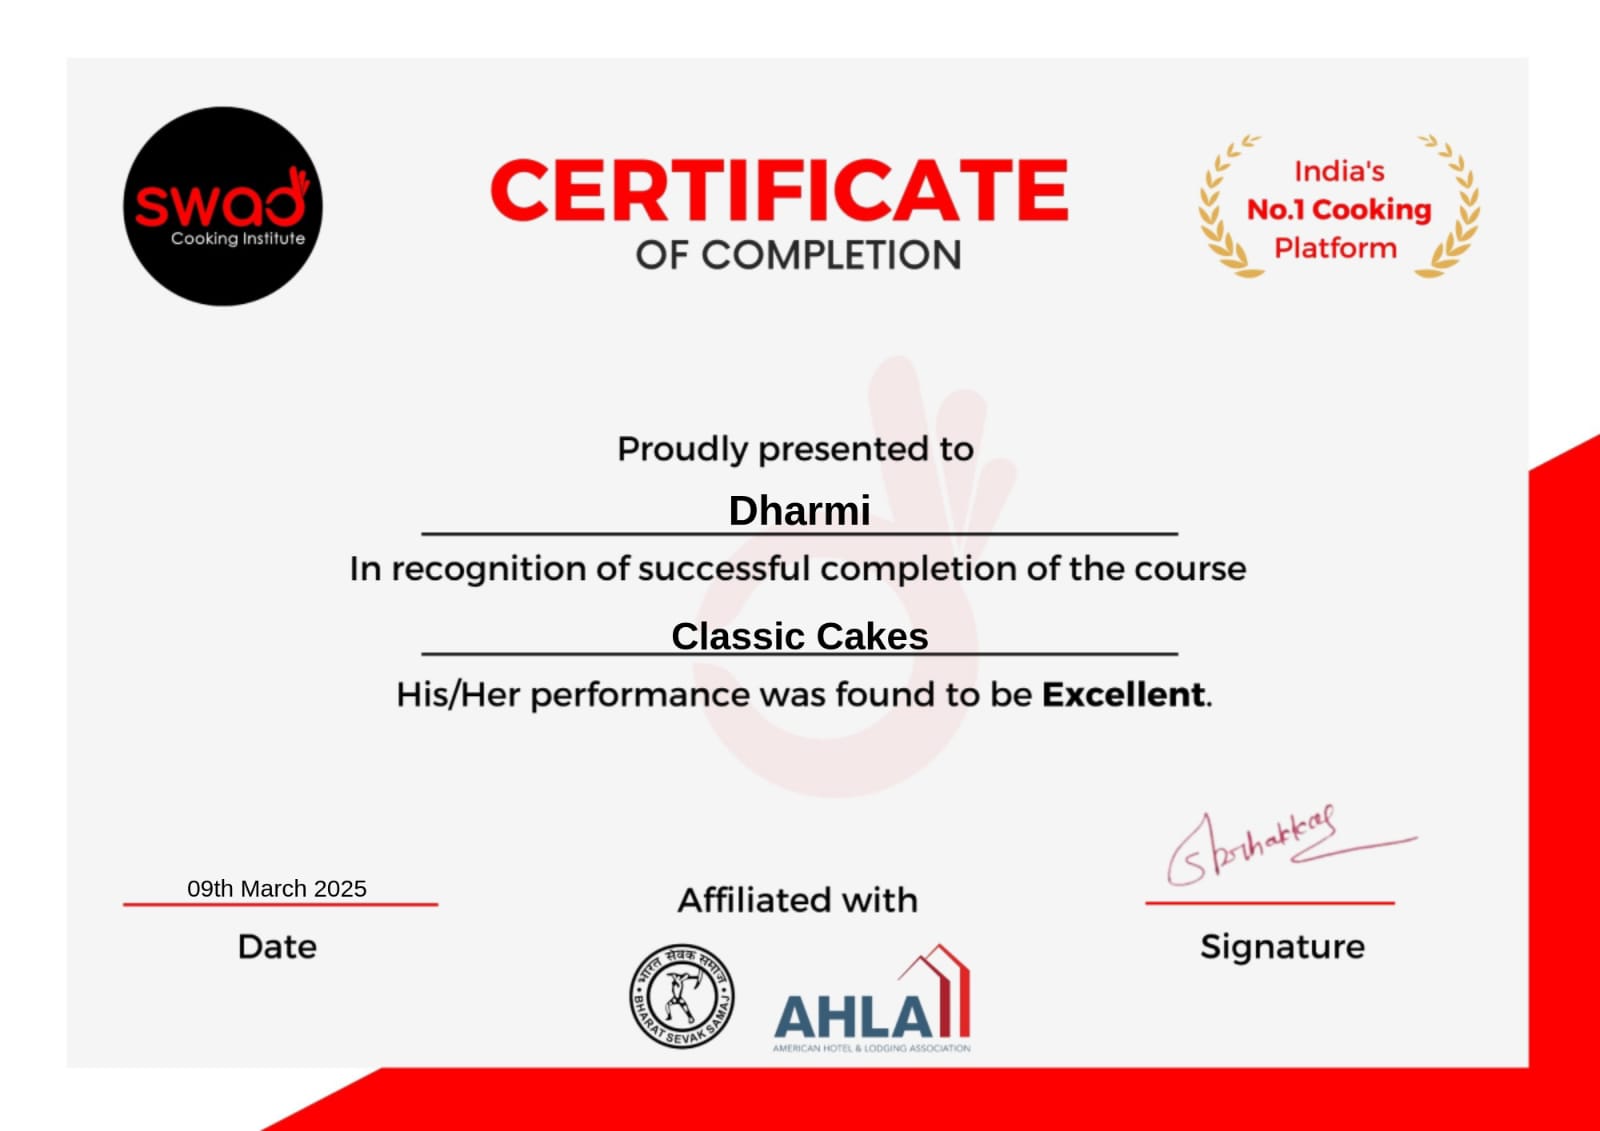 swad
Cooking Institute
CERTIFICATE
OF COMPLETION
India's
No.1 Cooking
Platform
Proudly presented to
Dharmi
In recognition of successful completion of the course
Classic Cakes
His/Her performance was found to be Excellent.
09th March 2025
Date
Affiliated with
भारत सेवक समाज
BHARAT SEVAK SAMAJ
AHLA
AMERICAN HOTEL & LODGING ASSOCIATION
Signature